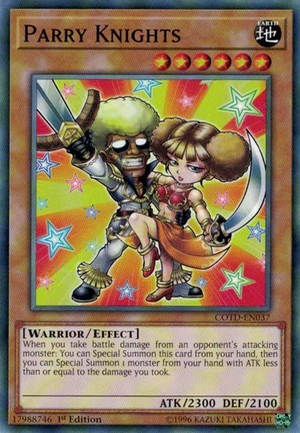 PARRY KNIGHTS
EARTH
地
COTD-EN037
[WARRIOR/EFFECT]
When you take battle damage from an opponent's attacking
monster: You can Special Summon this card from your hand, then
you can Special Summon 1 monster from your hand with ATK less
than or equal to the damage you took.
ATK/2300 DEF/2100
17988746 1st Edition ©1996 KAZUKI TAKAHASHI